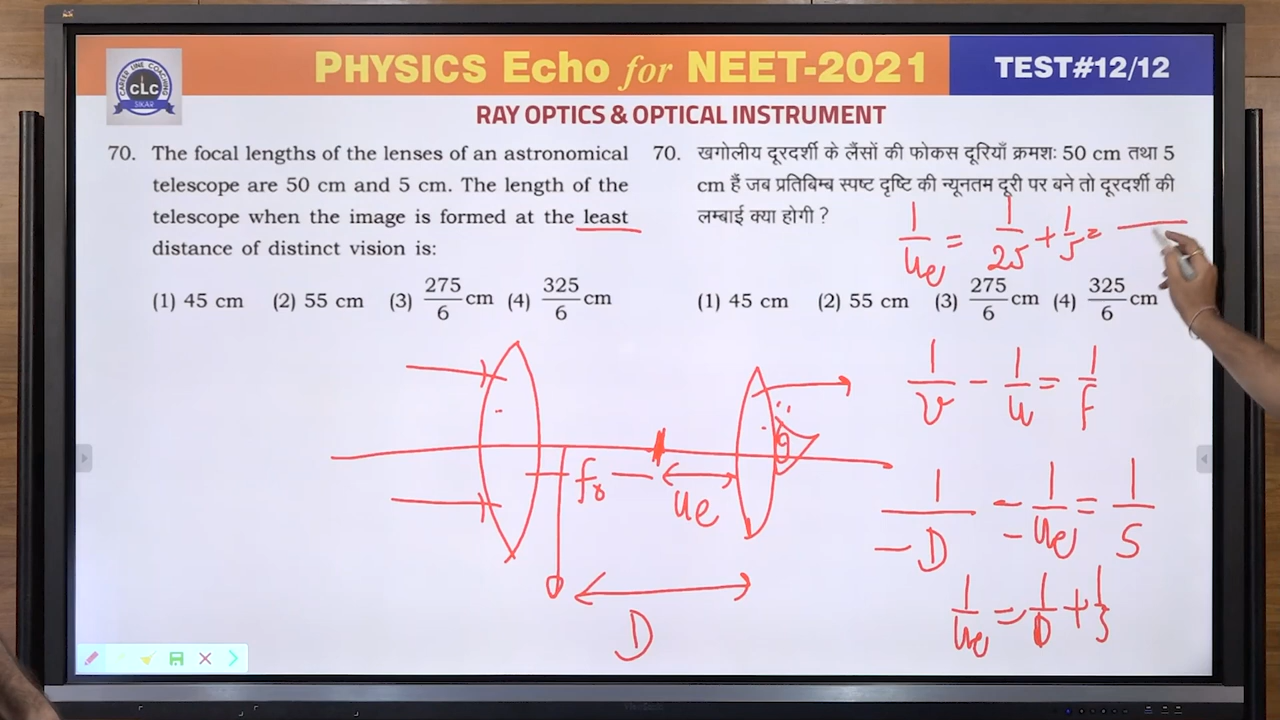 PHYSICS Echo for NEET-2021
TEST#12/12
CAREER LINE COACHING
CLC
SIKAR
RAY OPTICS & OPTICAL INSTRUMENT
70. The focal lengths of the lenses of an astronomical
telescope are 50 cm and 5 cm. The length of the
telescope when the image is formed at the least
distance of distinct vision is:
(1) 45 cm (2) 55 cm (3) 275/6 cm (4) 325/6 cm
70. खगोलीय दूरदर्शी के लैंसों की फोकस दूरियाँ क्रमशः 50 cm तथा 5
cm हैं जब प्रतिबिम्ब स्पष्ट दृष्टि की न्यूनतम दूरी पर बने तो दूरदर्शी की
लम्बाई क्या होगी ?
(1) 45 cm (2) 55 cm (3) 275/6 cm (4) 325/6 cm
1/ue = 1/25 + 1/5 =
1/v - 1/u = 1/f
1/-D - 1/-ue = 1/5
1/ue = 1/D + 1/5
fo
ue
D